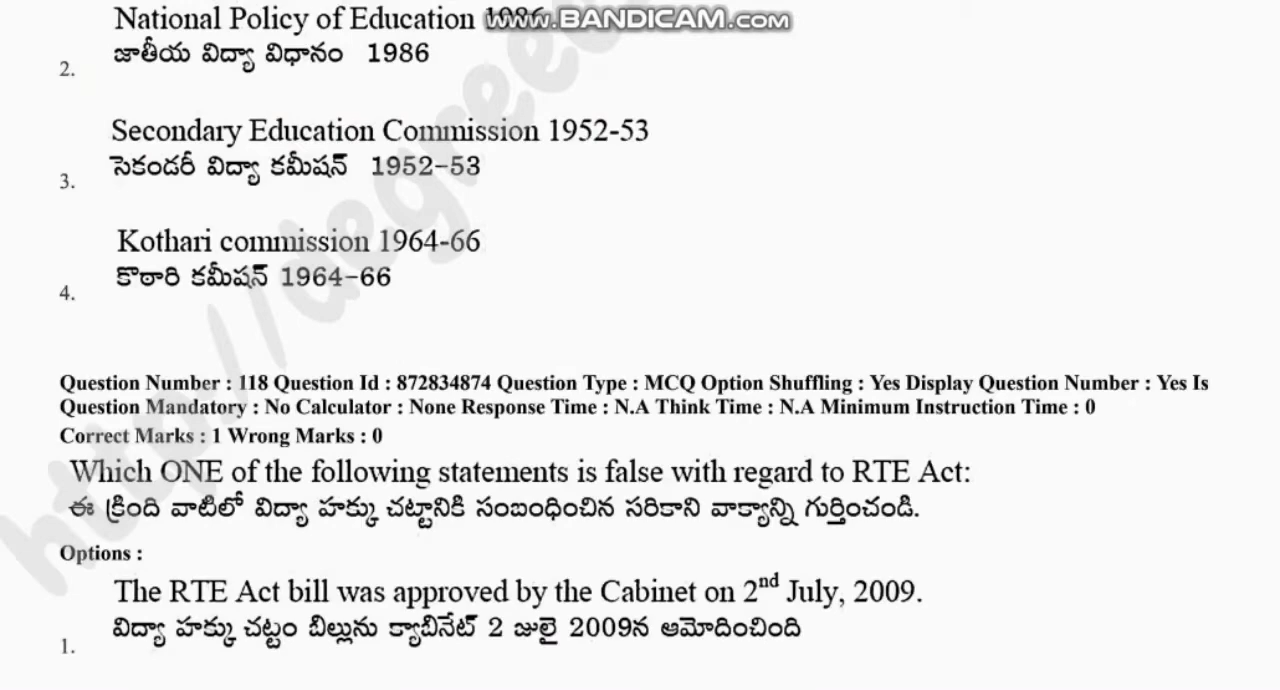 National Policy of Education 1986
www.BANDICAM.com
జాతీయ విద్యా విధానం 1986
2.
Secondary Education Commission 1952-53
సెకండరీ విద్యా కమీషన్ 1952-53
3.
Kothari commission 1964-66
కొఠారి కమీషన్ 1964-66
4.
Question Number : 118 Question Id : 872834874 Question Type : MCQ Option Shuffling : Yes Display Question Number : Yes Is
Question Mandatory : No Calculator : None Response Time : N.A Think Time : N.A Minimum Instruction Time : 0
Correct Marks : 1 Wrong Marks : 0
Which ONE of the following statements is false with regard to RTE Act:
ఈ క్రింది వాటిలో విద్యా హక్కు చట్టానికి సంబంధించిన సరికాని వాక్యాన్ని గుర్తించండి.
Options :
The RTE Act bill was approved by the Cabinet on 2nd July, 2009.
విద్యా హక్కు చట్టం బిల్లును క్యాబినేట్ 2 జులై 2009న ఆమోదించింది
1.
http://degree